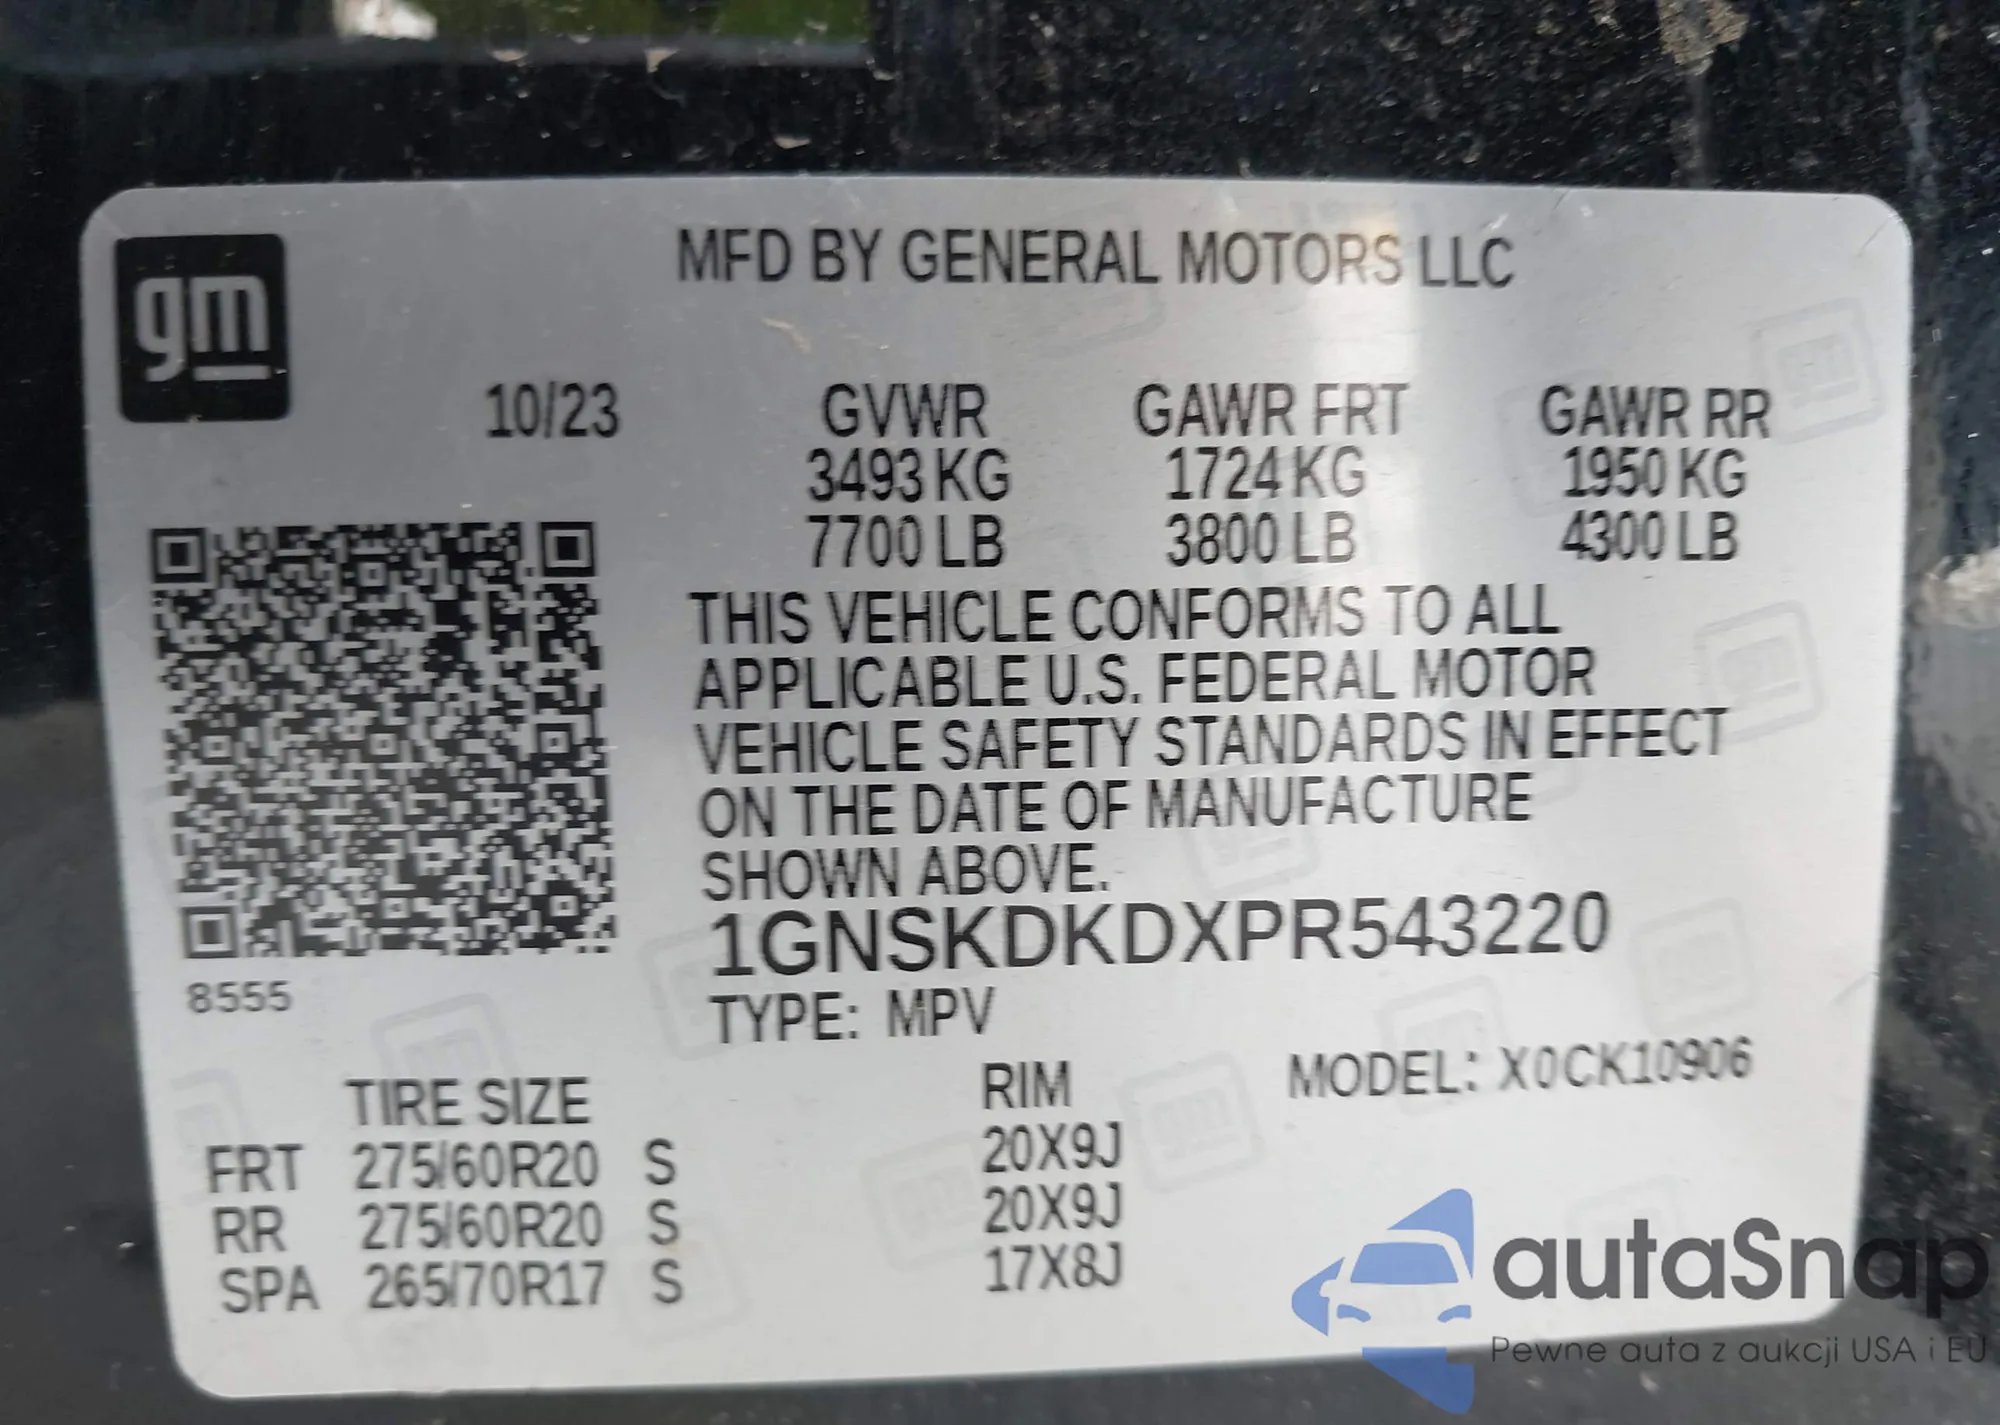 gm
MFD BY GENERAL MOTORS LLC
10/23 GVWR GAWR FRT GAWR RR
3493 KG 1724 KG 1950 KG
7700 LB 3800 LB 4300 LB
THIS VEHICLE CONFORMS TO ALL
APPLICABLE U.S. FEDERAL MOTOR
VEHICLE SAFETY STANDARDS IN EFFECT
ON THE DATE OF MANUFACTURE
SHOWN ABOVE.
1GNSKDKDXPR543220
8555
TYPE: MPV
TIRE SIZE RIM MODEL: X0CK10906
FRT 275/60R20 S 20X9J
RR 275/60R20 S 20X9J
SPA 265/70R17 S 17X8J
autaSnap
Pewne auta z aukcji USA i EU